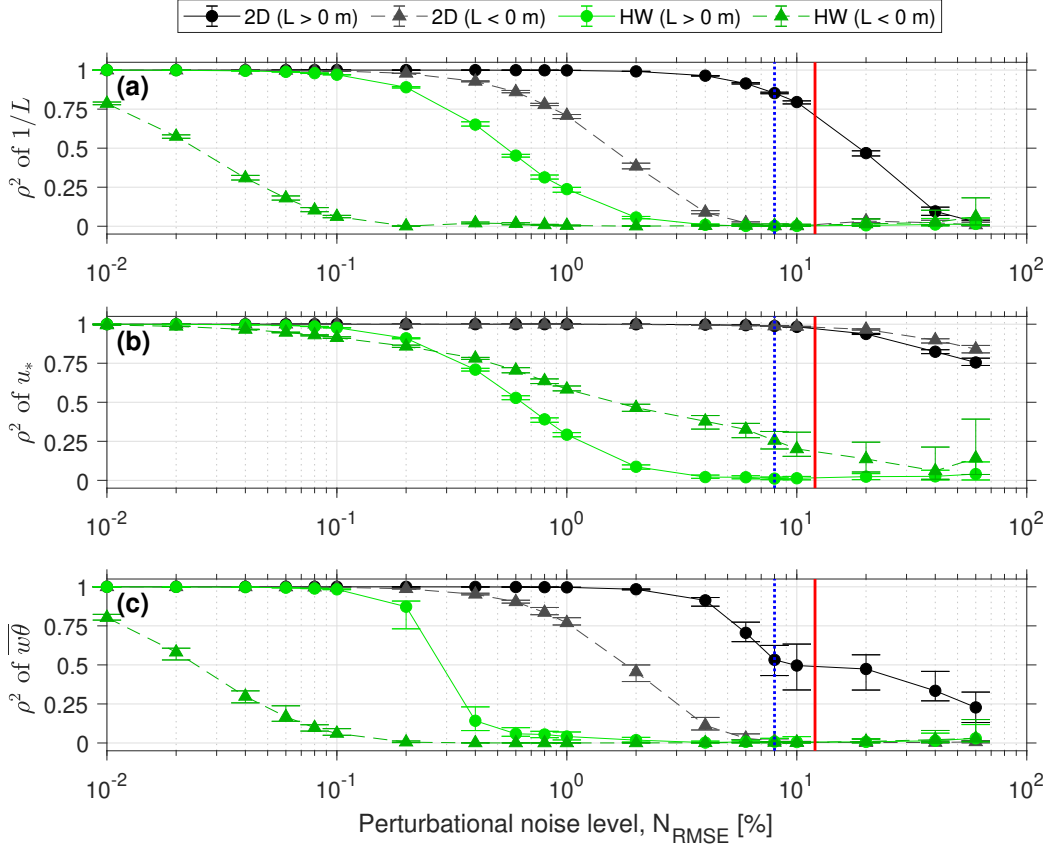 2D (L > 0 m) 2D (L < 0 m) HW (L > 0 m) HW (L < 0 m)
(a)
ρ² of 1/L
1
0.75
0.5
0.25
0
10⁻² 10⁻¹ 10⁰ 10¹ 10²
(b)
ρ² of u*
1
0.75
0.5
0.25
0
10⁻² 10⁻¹ 10⁰ 10¹ 10²
(c)
ρ² of w̅θ̅
1
0.75
0.5
0.25
0
10⁻² 10⁻¹ 10⁰ 10¹ 10²
Perturbational noise level, N_RMSE [%]